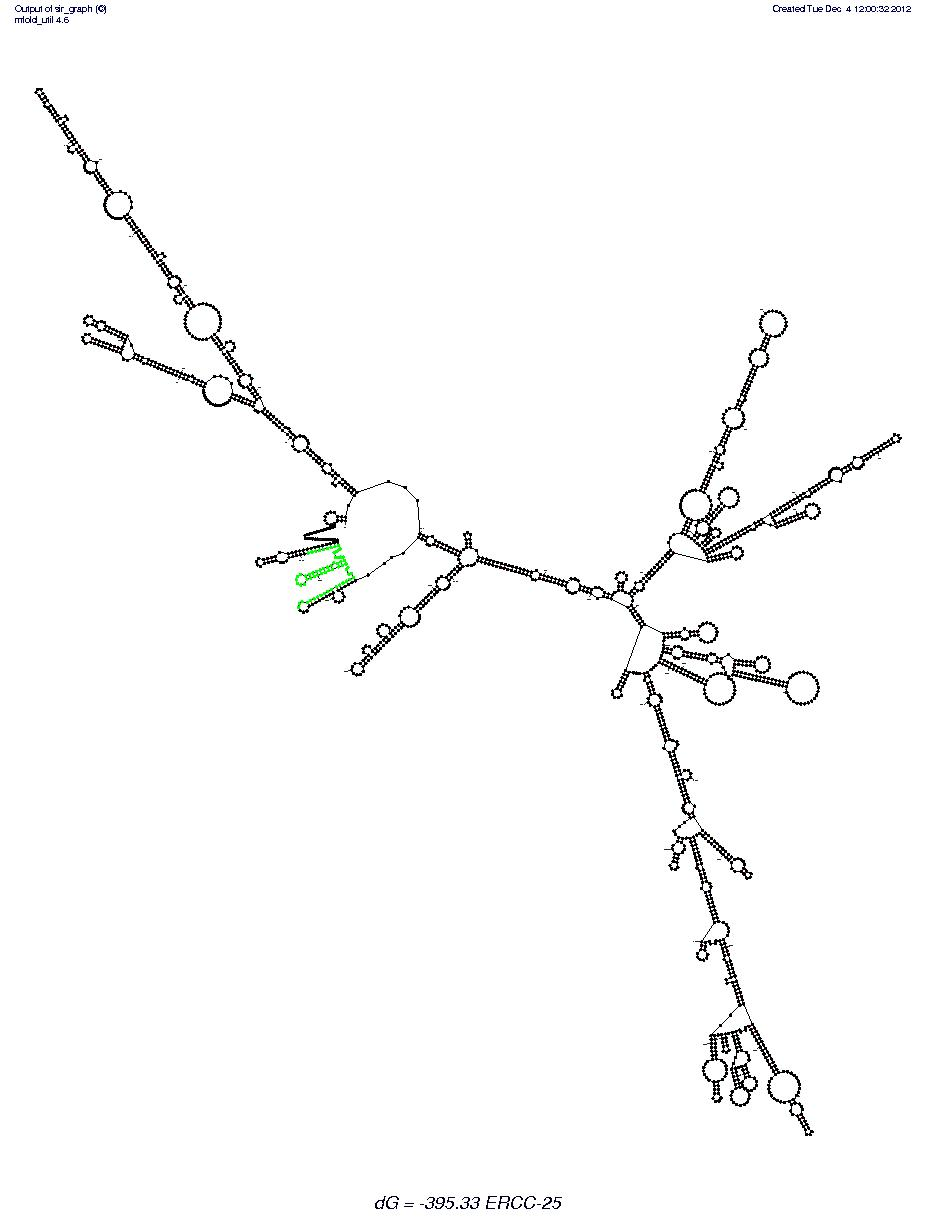 Output of sir_graph (©)
mfold_util 4.6
Created Tue Dec 4 12:00:32 2012
dG = -395.33 ERCC-25